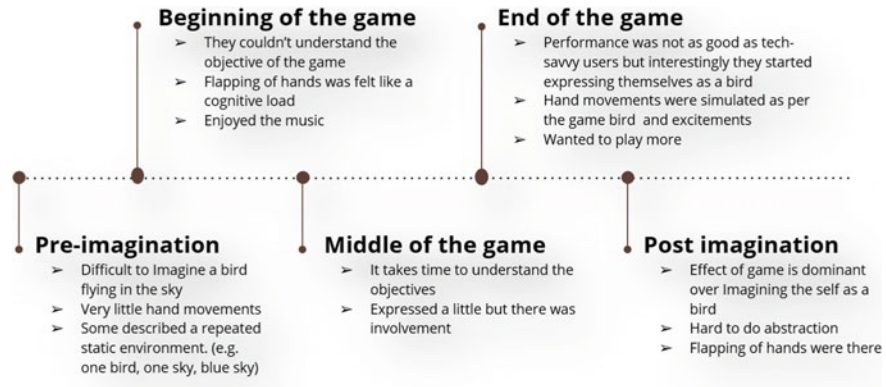 Beginning of the game
➢ They couldn't understand the
objective of the game
➢ Flapping of hands was felt like a
cognitive load
➢ Enjoyed the music
End of the game
➢ Performance was not as good as tech-
savvy users but interestingly they started
expressing themselves as a bird
➢ Hand movements were simulated as per
the game bird and excitements
➢ Wanted to play more
Pre-imagination
➢ Difficult to Imagine a bird
flying in the sky
➢ Very little hand movements
➢ Some described a repeated
static environment. (e.g.
one bird, one sky, blue sky)
Middle of the game
➢ It takes time to understand the
objectives
➢ Expressed a little but there was
involvement
Post imagination
➢ Effect of game is dominant
over Imagining the self as a
bird
➢ Hard to do abstraction
➢ Flapping of hands were there